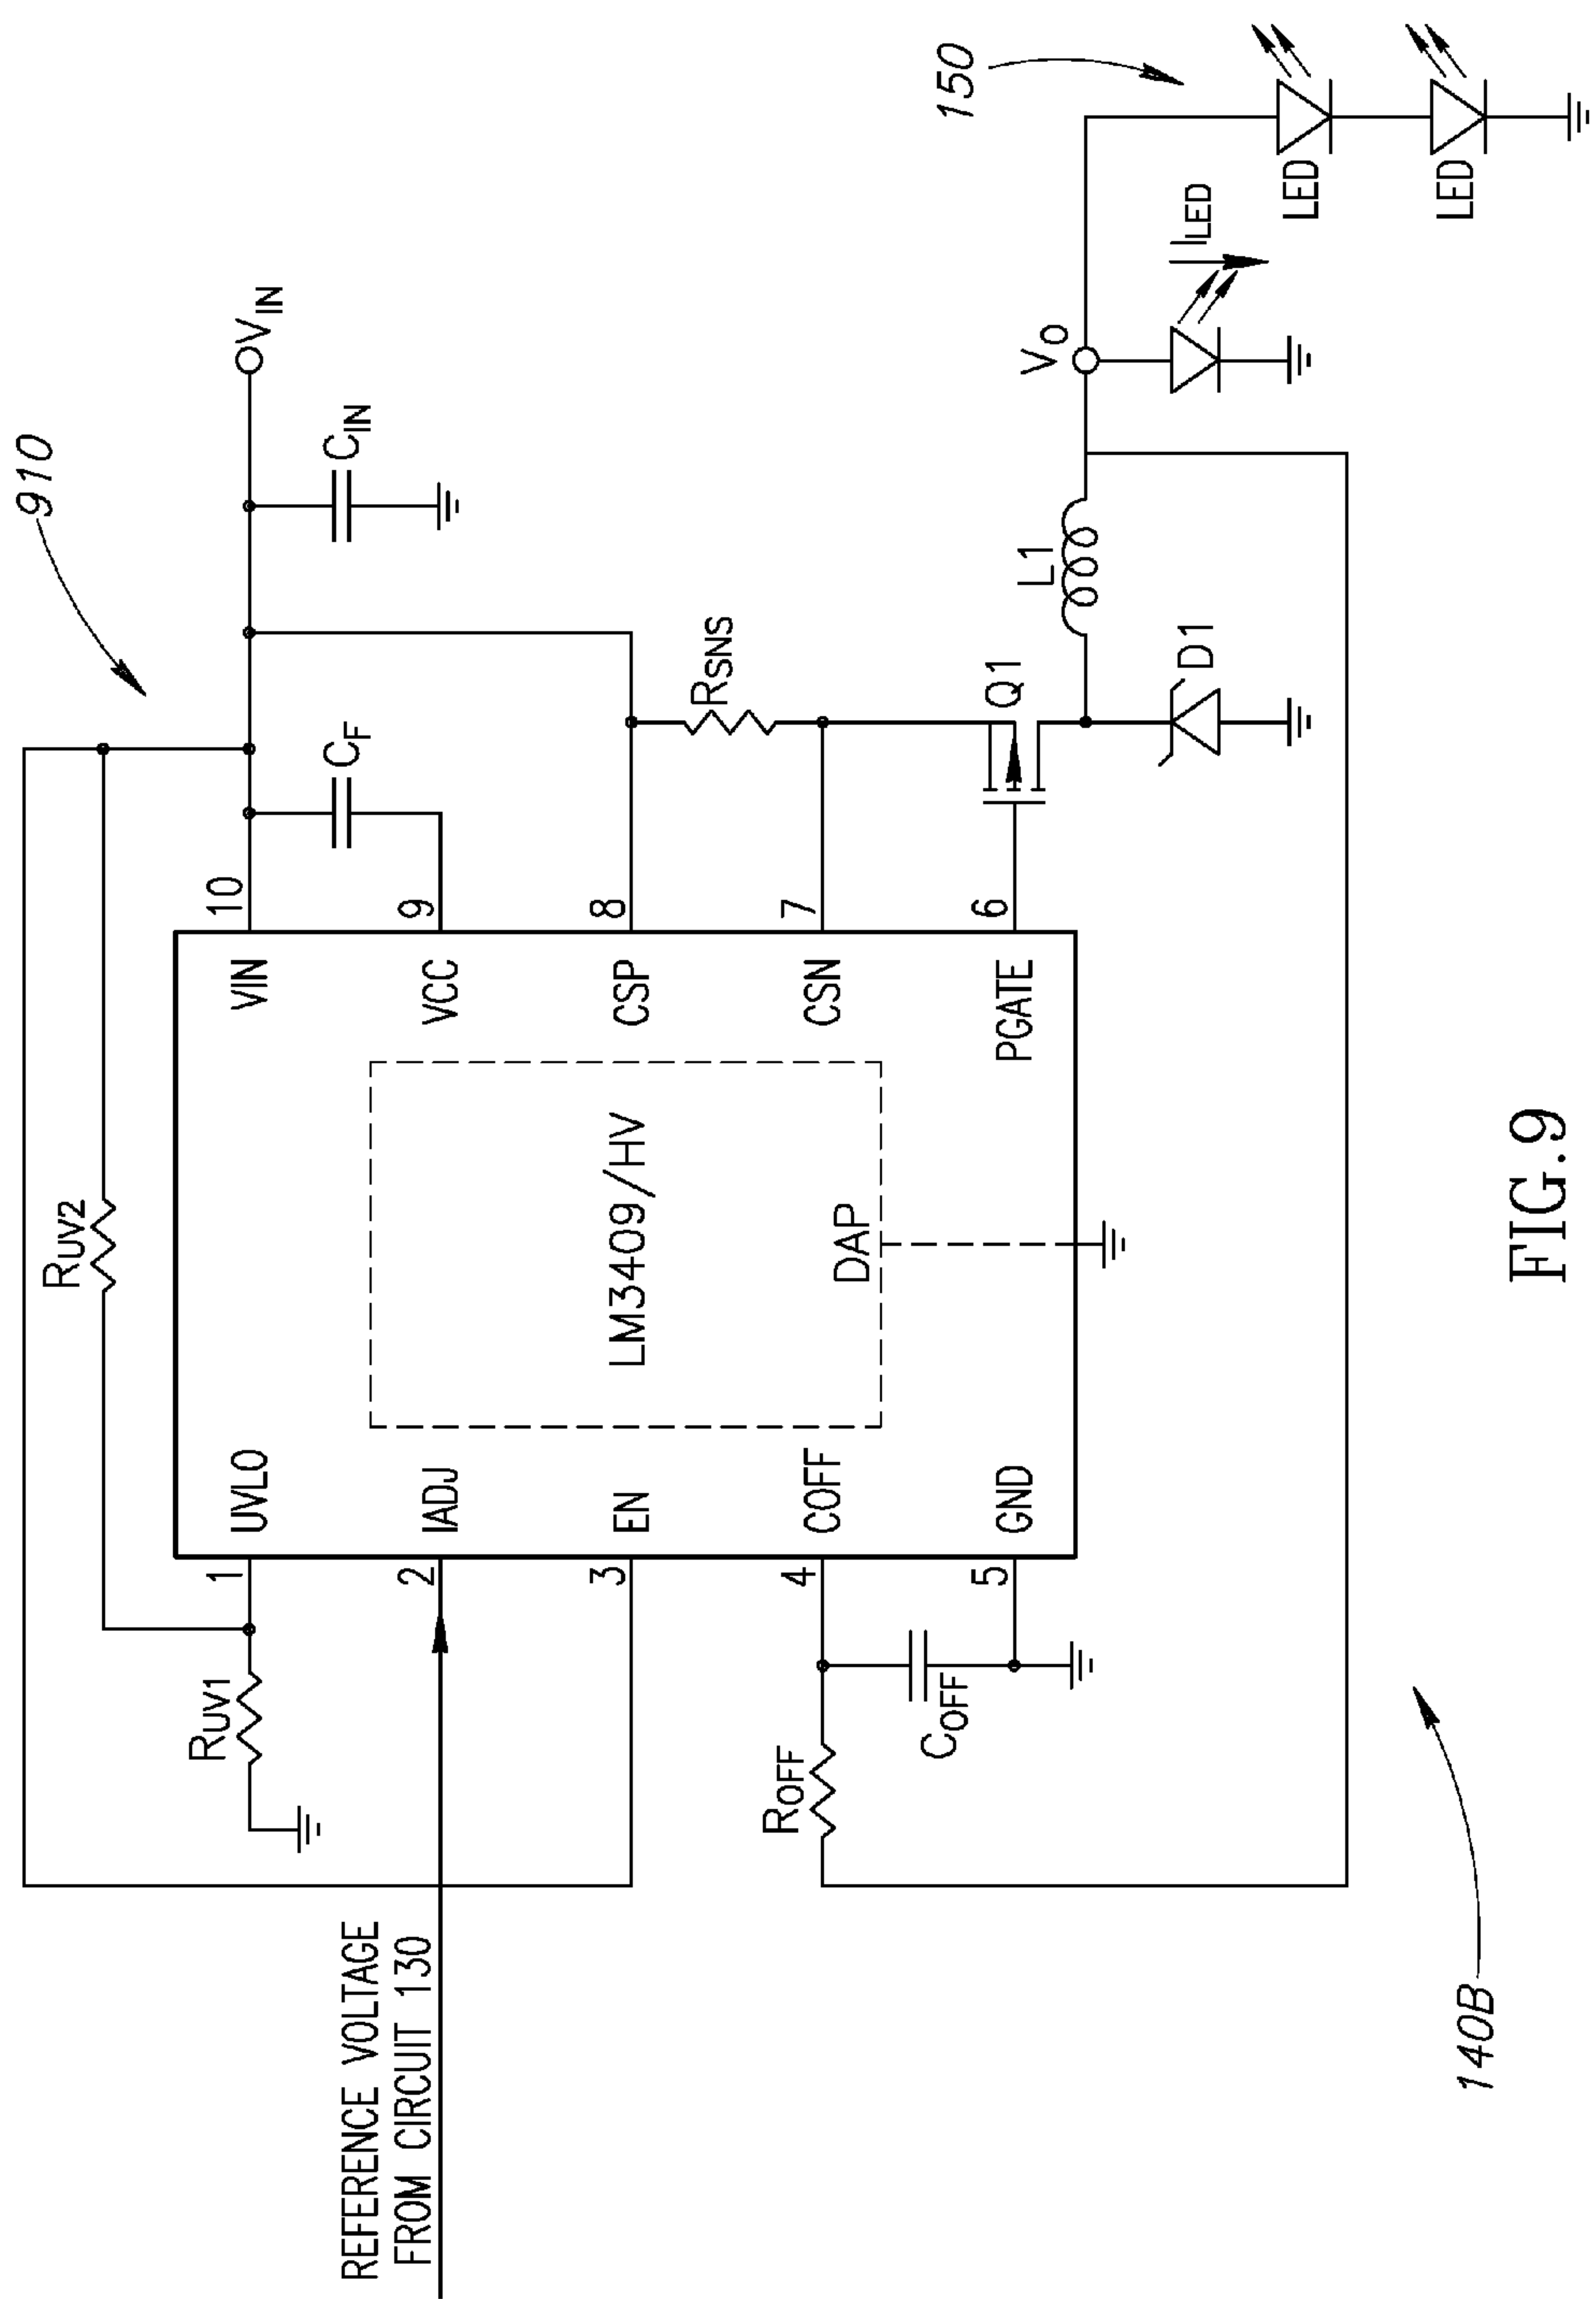 910
R_UV2
R_UV1
V_IN
C_IN
C_F
10
9
8
7
6
1
2
3
4
5
VIN
VCC
CSP
CSN
PGATE
UVLO
IADJ
EN
COFF
GND
LM3409/HV
DAP
REFERENCE VOLTAGE
FROM CIRCUIT 130
R_SNS
Q1
L1
D1
V_O
I_LED
150
LED
LED
R_OFF
C_OFF
140B
FIG.9